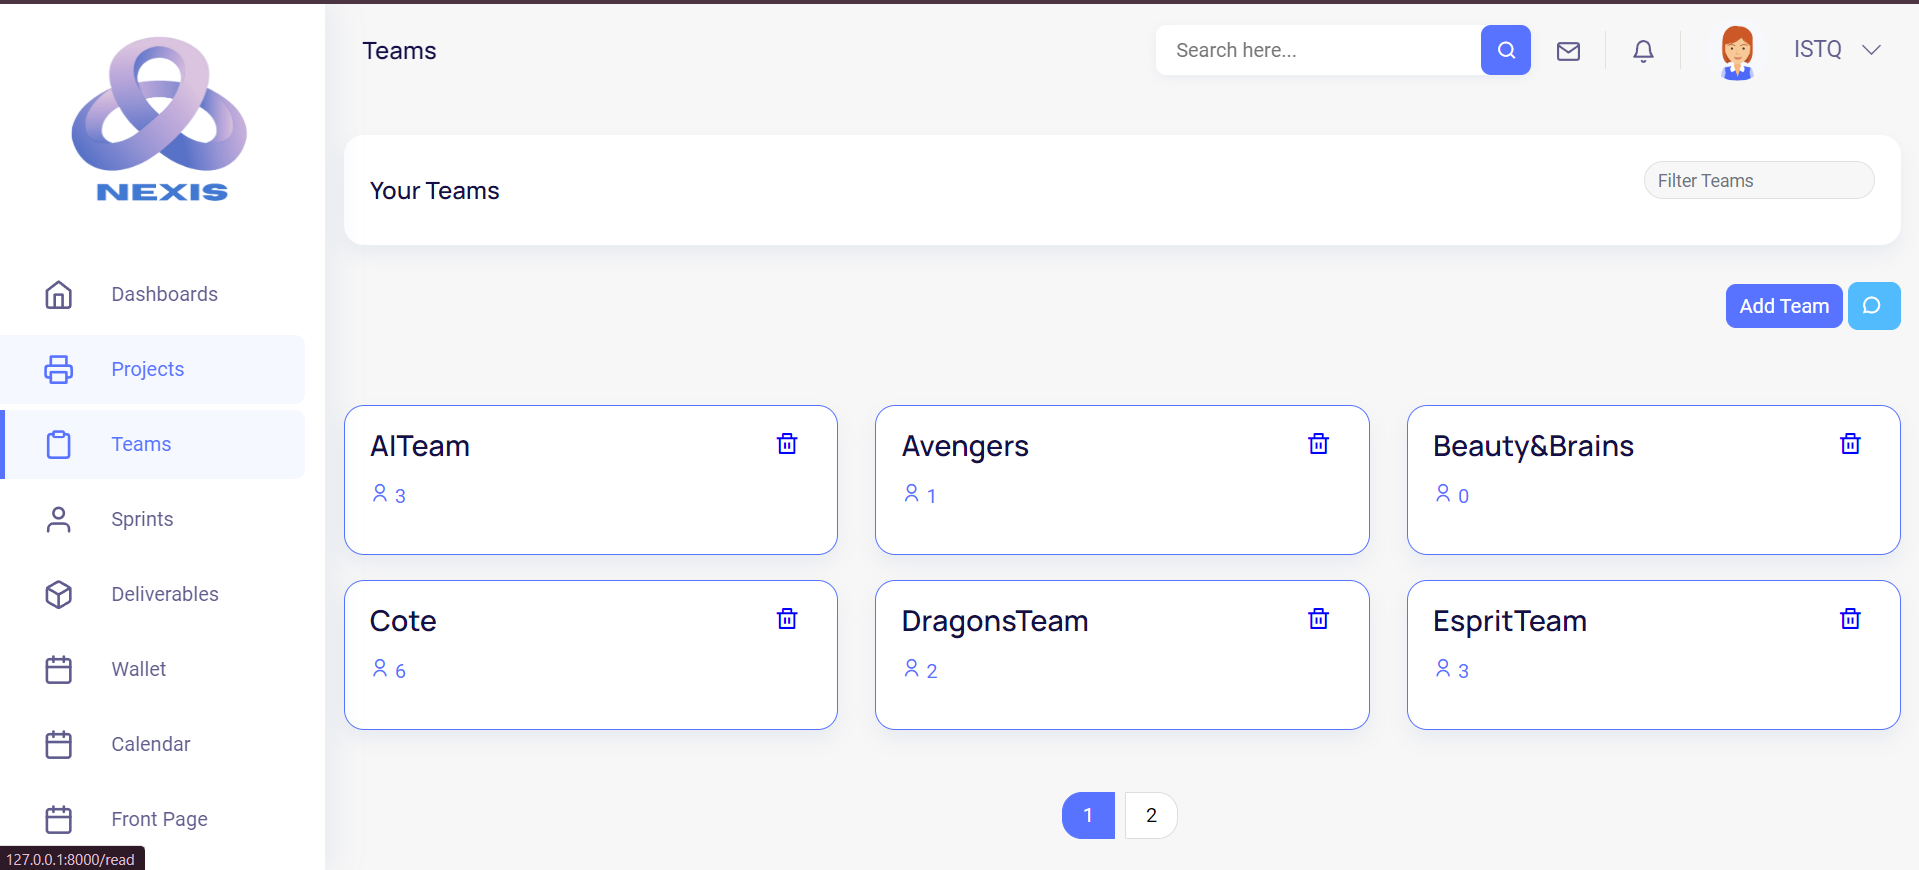 NEXIS
Dashboards
Projects
Teams
Sprints
Deliverables
Wallet
Calendar
Front Page
127.0.0.1:8000/read
Teams
Search here...
ISTQ
Your Teams
Filter Teams
Add Team
AITeam
3
Avengers
1
Beauty&Brains
0
Cote
6
DragonsTeam
2
EspritTeam
3
1 2